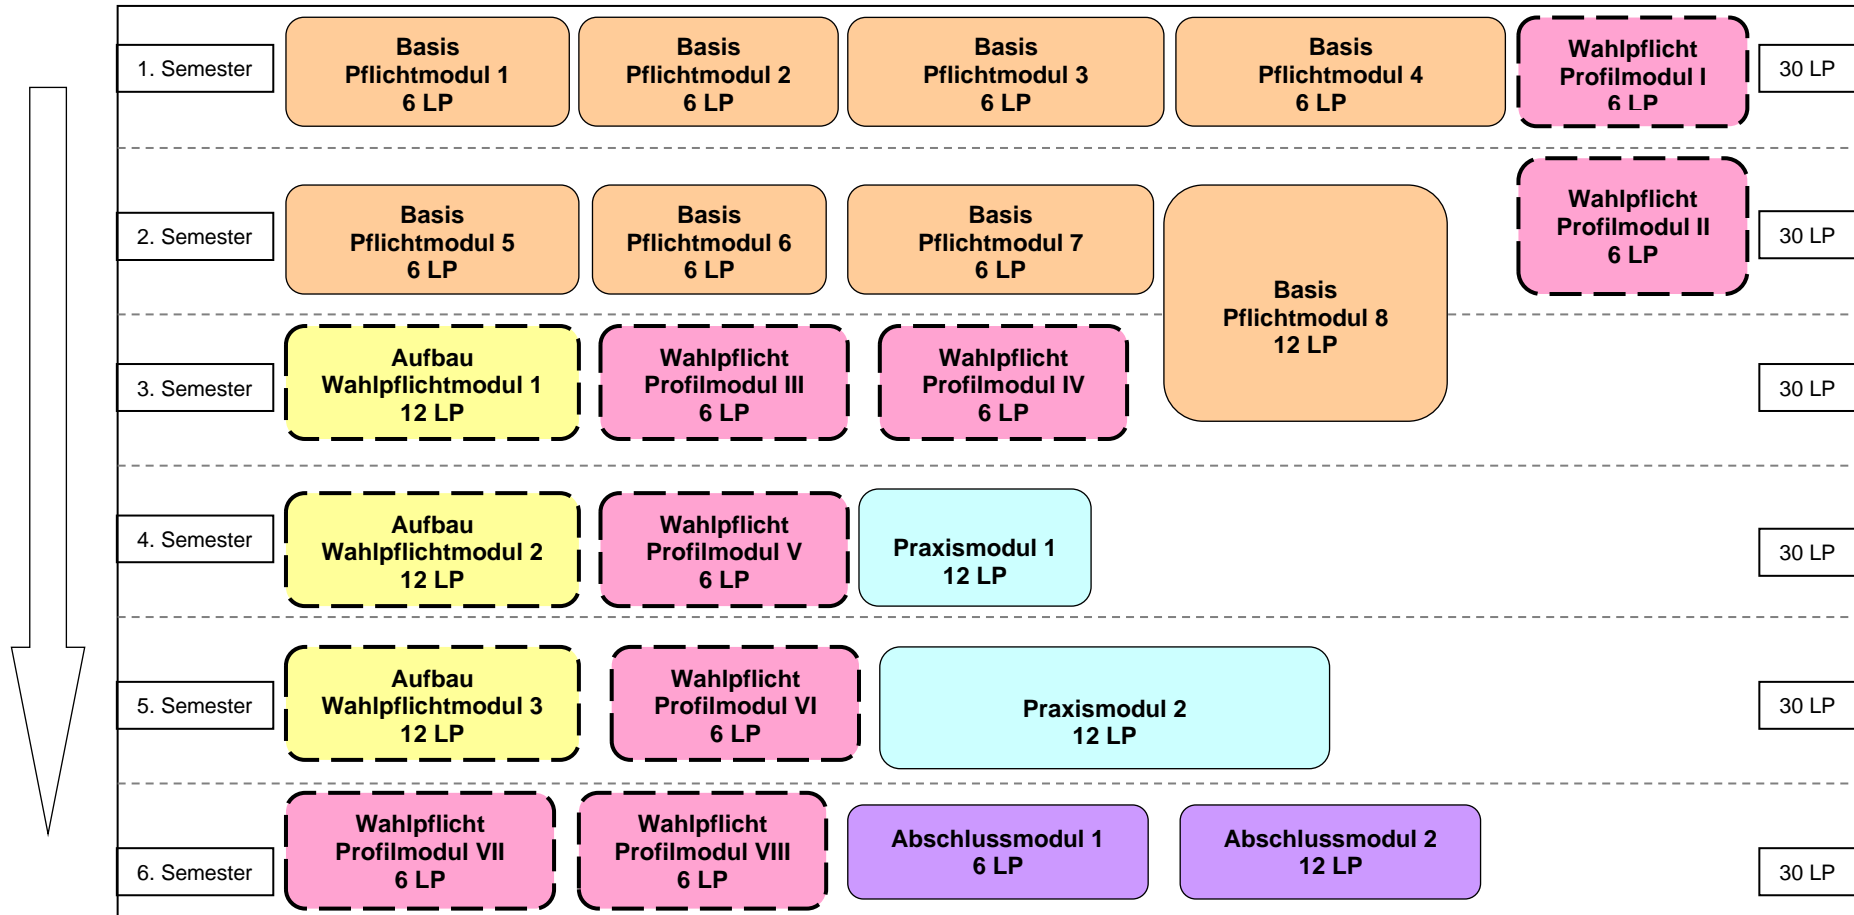 1. Semester
Basis
Pflichtmodul 1
6 LP
Basis
Pflichtmodul 2
6 LP
Basis
Pflichtmodul 3
6 LP
Basis
Pflichtmodul 4
6 LP
Wahlpflicht
Profilmodul I
6 LP
30 LP
2. Semester
Basis
Pflichtmodul 5
6 LP
Basis
Pflichtmodul 6
6 LP
Basis
Pflichtmodul 7
6 LP
Basis
Pflichtmodul 8
12 LP
Wahlpflicht
Profilmodul II
6 LP
30 LP
3. Semester
Aufbau
Wahlpflichtmodul 1
12 LP
Wahlpflicht
Profilmodul III
6 LP
Wahlpflicht
Profilmodul IV
6 LP
30 LP
4. Semester
Aufbau
Wahlpflichtmodul 2
12 LP
Wahlpflicht
Profilmodul V
6 LP
Praxismodul 1
12 LP
30 LP
5. Semester
Aufbau
Wahlpflichtmodul 3
12 LP
Wahlpflicht
Profilmodul VI
6 LP
Praxismodul 2
12 LP
30 LP
6. Semester
Wahlpflicht
Profilmodul VII
6 LP
Wahlpflicht
Profilmodul VIII
6 LP
Abschlussmodul 1
6 LP
Abschlussmodul 2
12 LP
30 LP